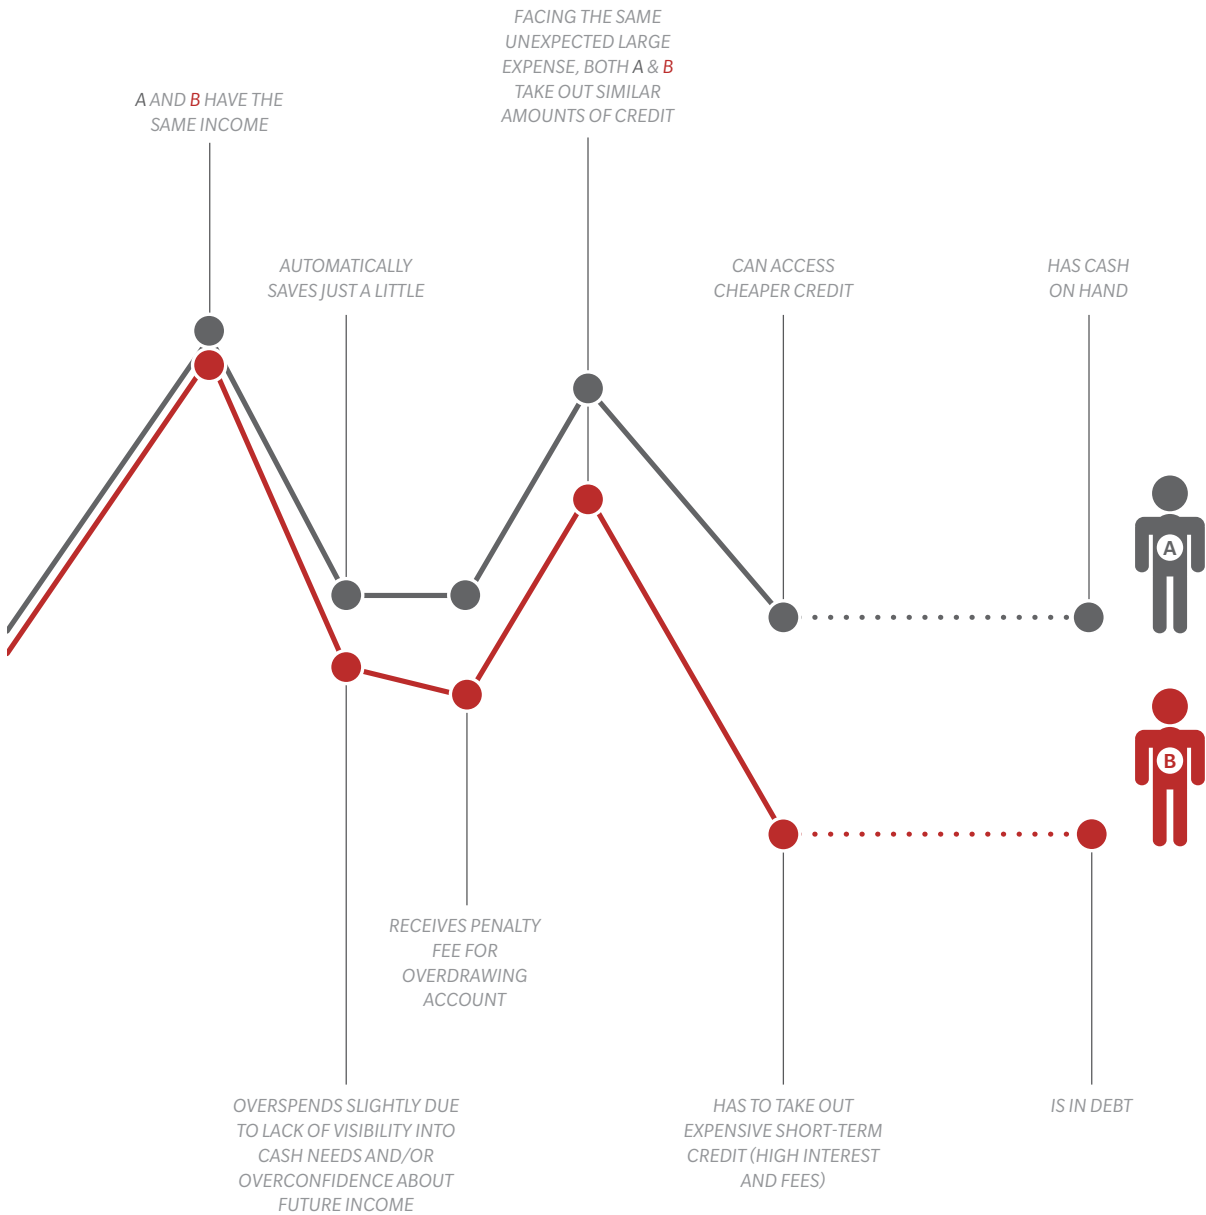 FACING THE SAME
UNEXPECTED LARGE
EXPENSE, BOTH A & B
TAKE OUT SIMILAR
AMOUNTS OF CREDIT
A AND B HAVE THE
SAME INCOME
AUTOMATICALLY
SAVES JUST A LITTLE
CAN ACCESS
CHEAPER CREDIT
HAS CASH
ON HAND
A
B
RECEIVES PENALTY
FEE FOR
OVERDRAWING
ACCOUNT
OVERSPENDS SLIGHTLY DUE
TO LACK OF VISIBILITY INTO
CASH NEEDS AND/OR
OVERCONFIDENCE ABOUT
FUTURE INCOME
HAS TO TAKE OUT
EXPENSIVE SHORT-TERM
CREDIT (HIGH INTEREST
AND FEES)
IS IN DEBT